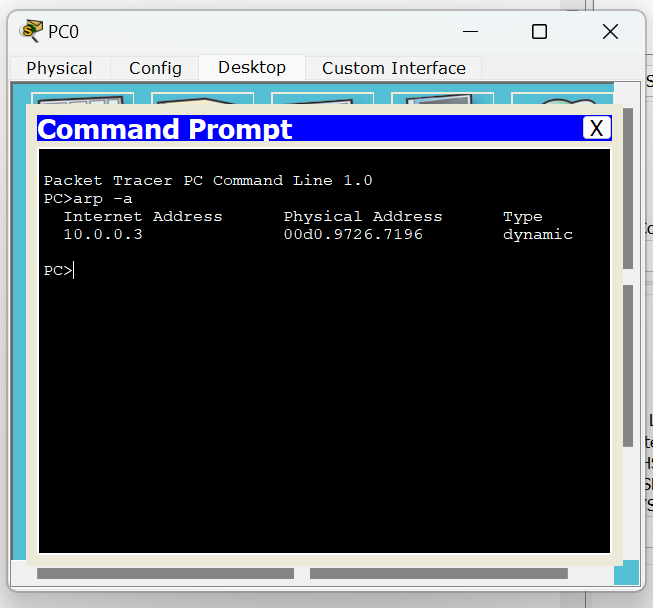 PC0
Physical Config Desktop Custom Interface
Command Prompt X
Packet Tracer PC Command Line 1.0
PC>arp -a
Internet Address Physical Address Type
10.0.0.3 00d0.9726.7196 dynamic
PC>